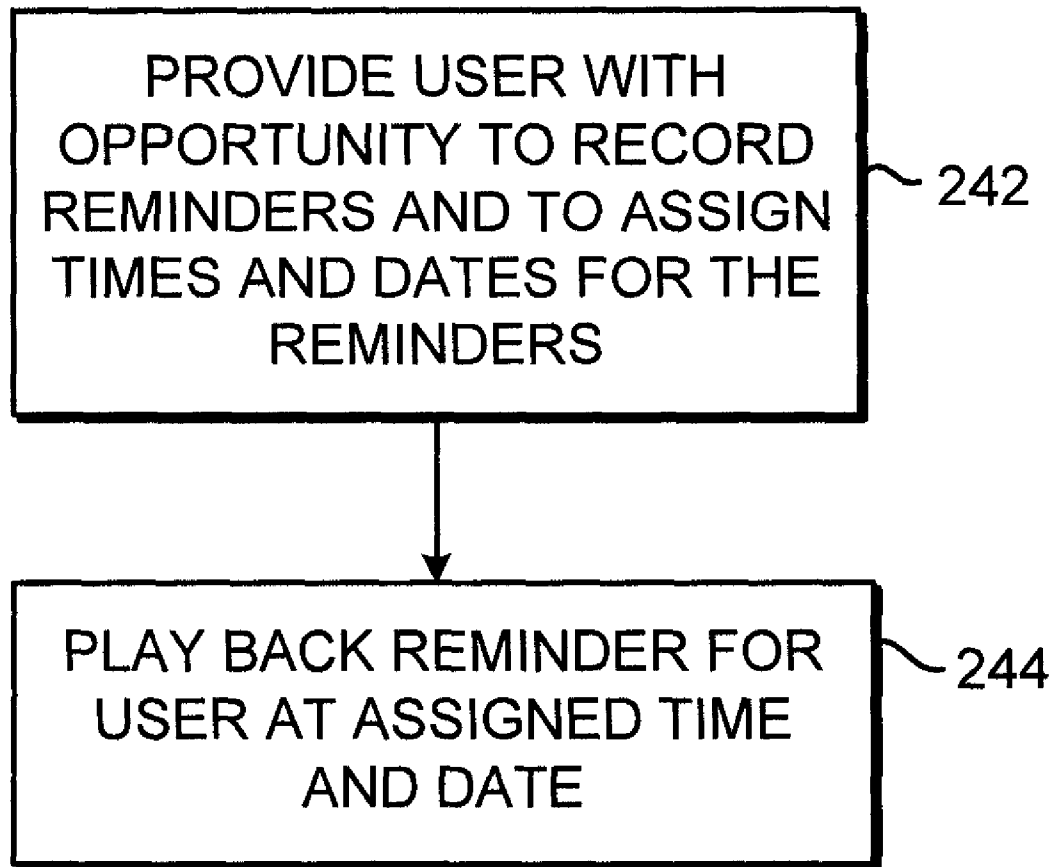 PROVIDE USER WITH
OPPORTUNITY TO RECORD
REMINDERS AND TO ASSIGN
TIMES AND DATES FOR THE
REMINDERS
242
PLAY BACK REMINDER FOR
USER AT ASSIGNED TIME
AND DATE
244